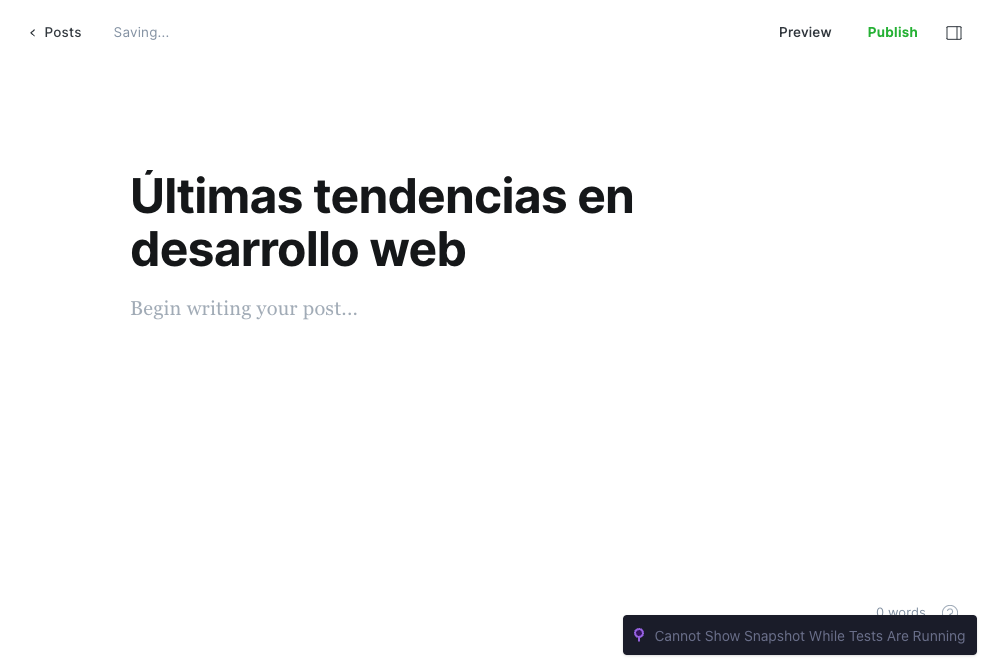 Posts
Saving...
Preview
Publish
Últimas tendencias en
desarrollo web
Begin writing your post...
0 words
Cannot Show Snapshot While Tests Are Running